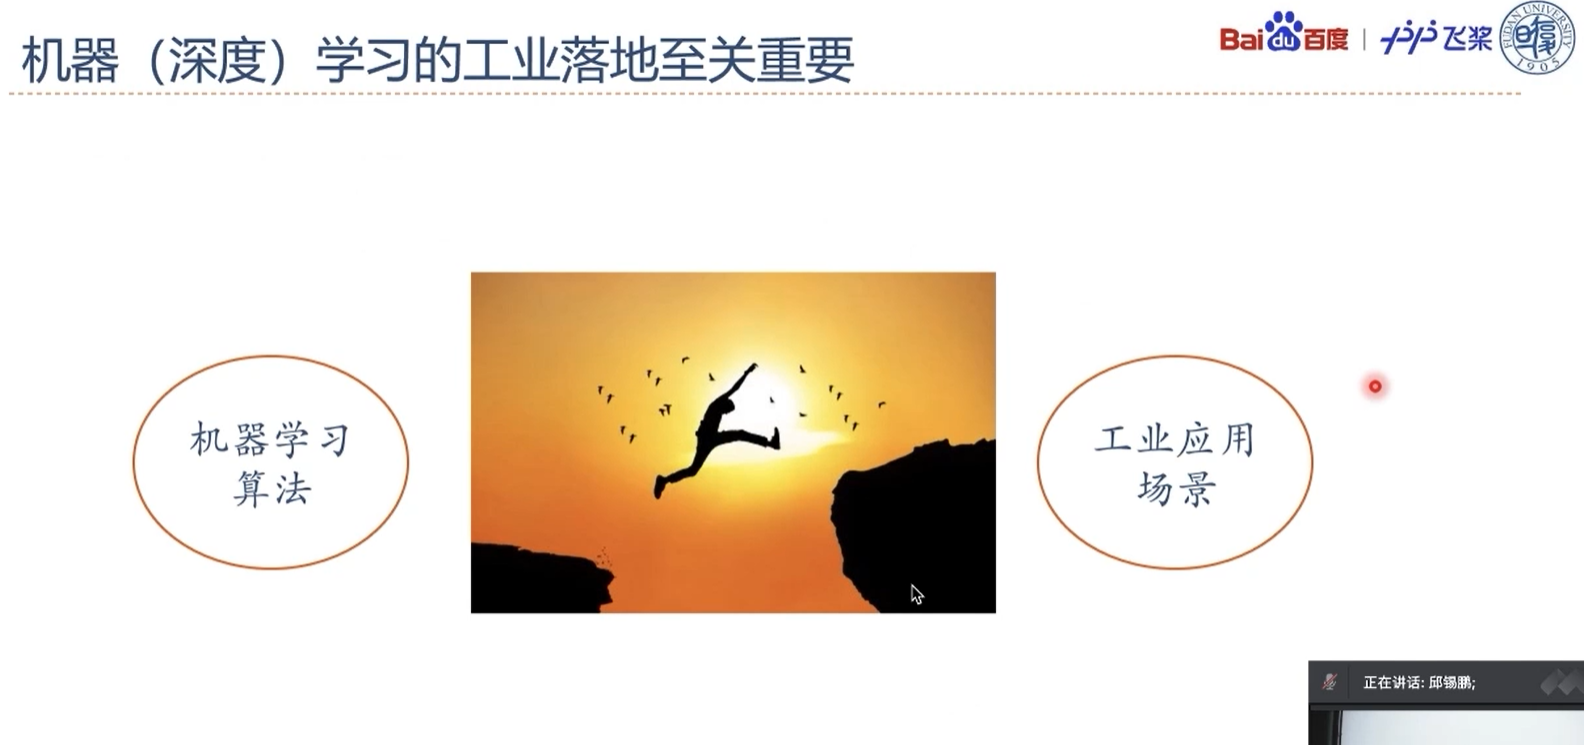 机器（深度）学习的工业落地至关重要
Bai du 百度 | 飞桨
FUDAN UNIVERSITY
1905
机器学习
算法
工业应用
场景
正在讲话: 邱锡鹏;